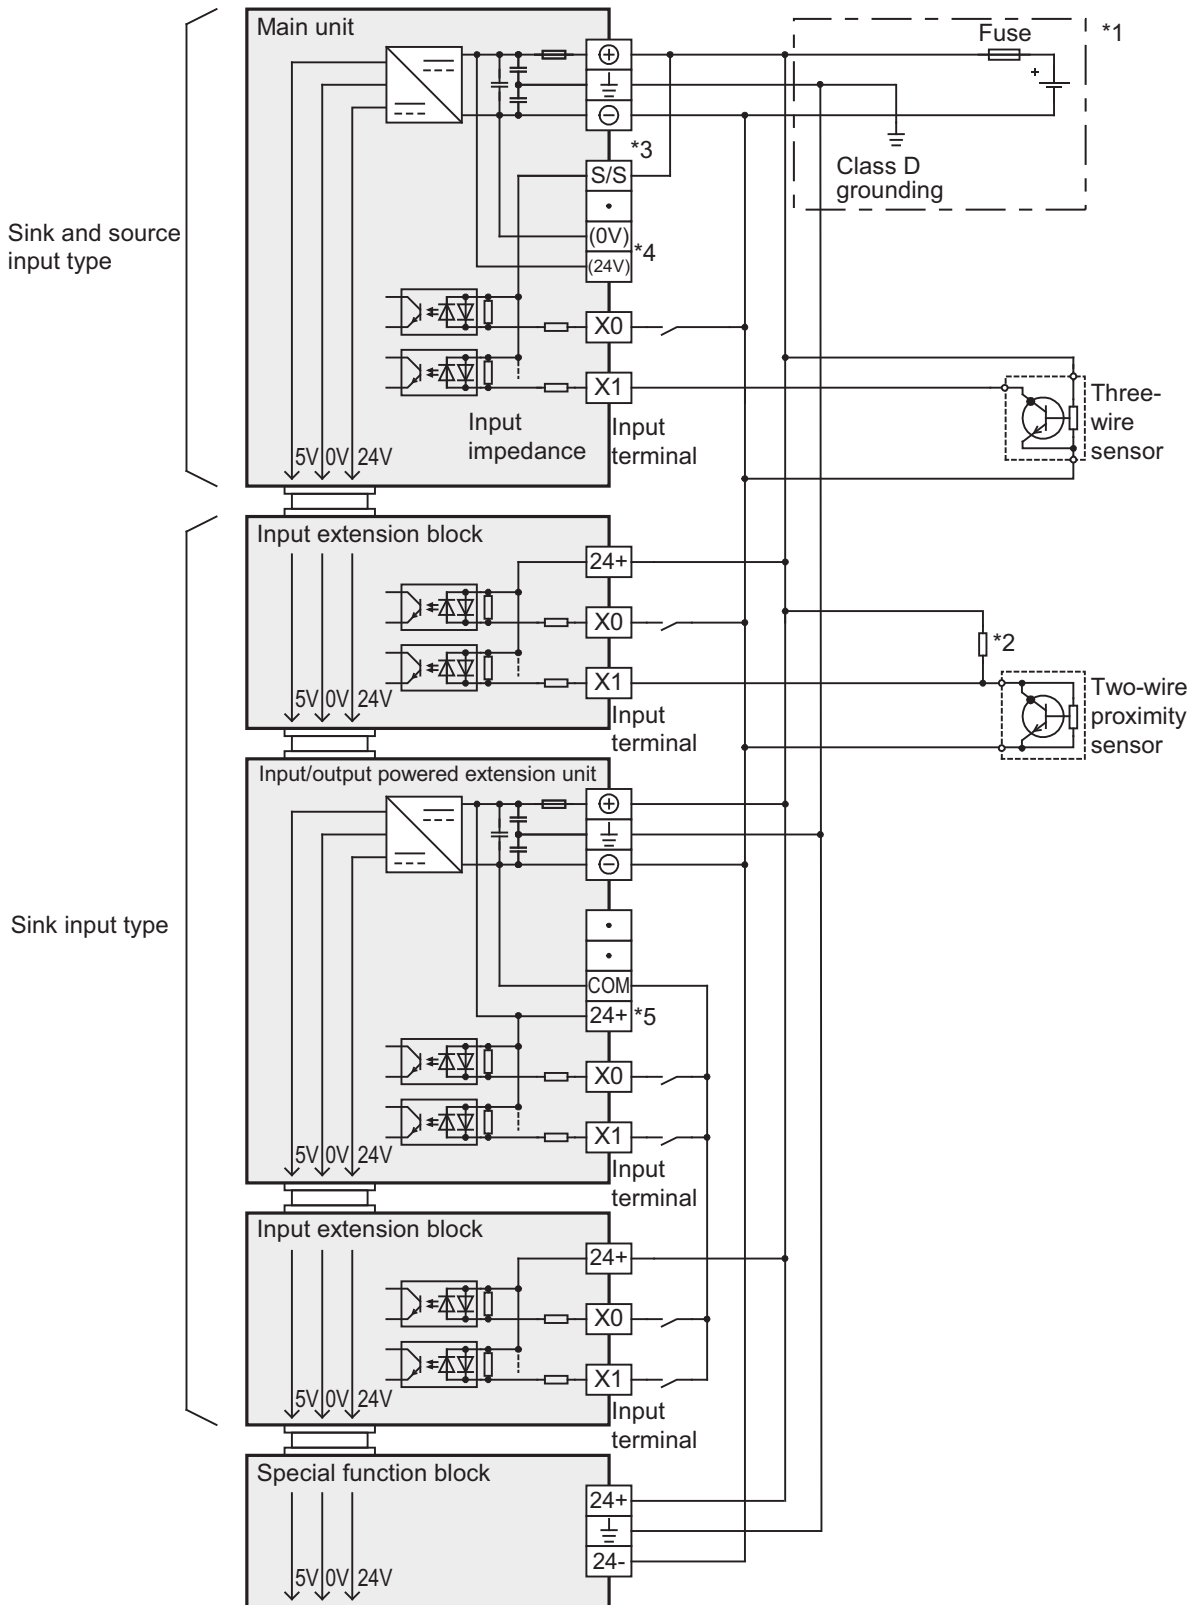 Main unit
Fuse
*1
+
*3
S/S
Class D
grounding
(0V)
*4
(24V)
Sink and source
input type
X0
X1
Three-
wire
sensor
Input
impedance
Input
terminal
5V 0V 24V
Input extension block
24+
X0
*2
X1
Two-wire
proximity
sensor
5V 0V 24V
Input
terminal
Input/output powered extension unit
Sink input type
COM
24+ *5
X0
X1
5V 0V 24V
Input
terminal
Input extension block
24+
X0
X1
5V 0V 24V
Input
terminal
Special function block
24+
24-
5V 0V 24V